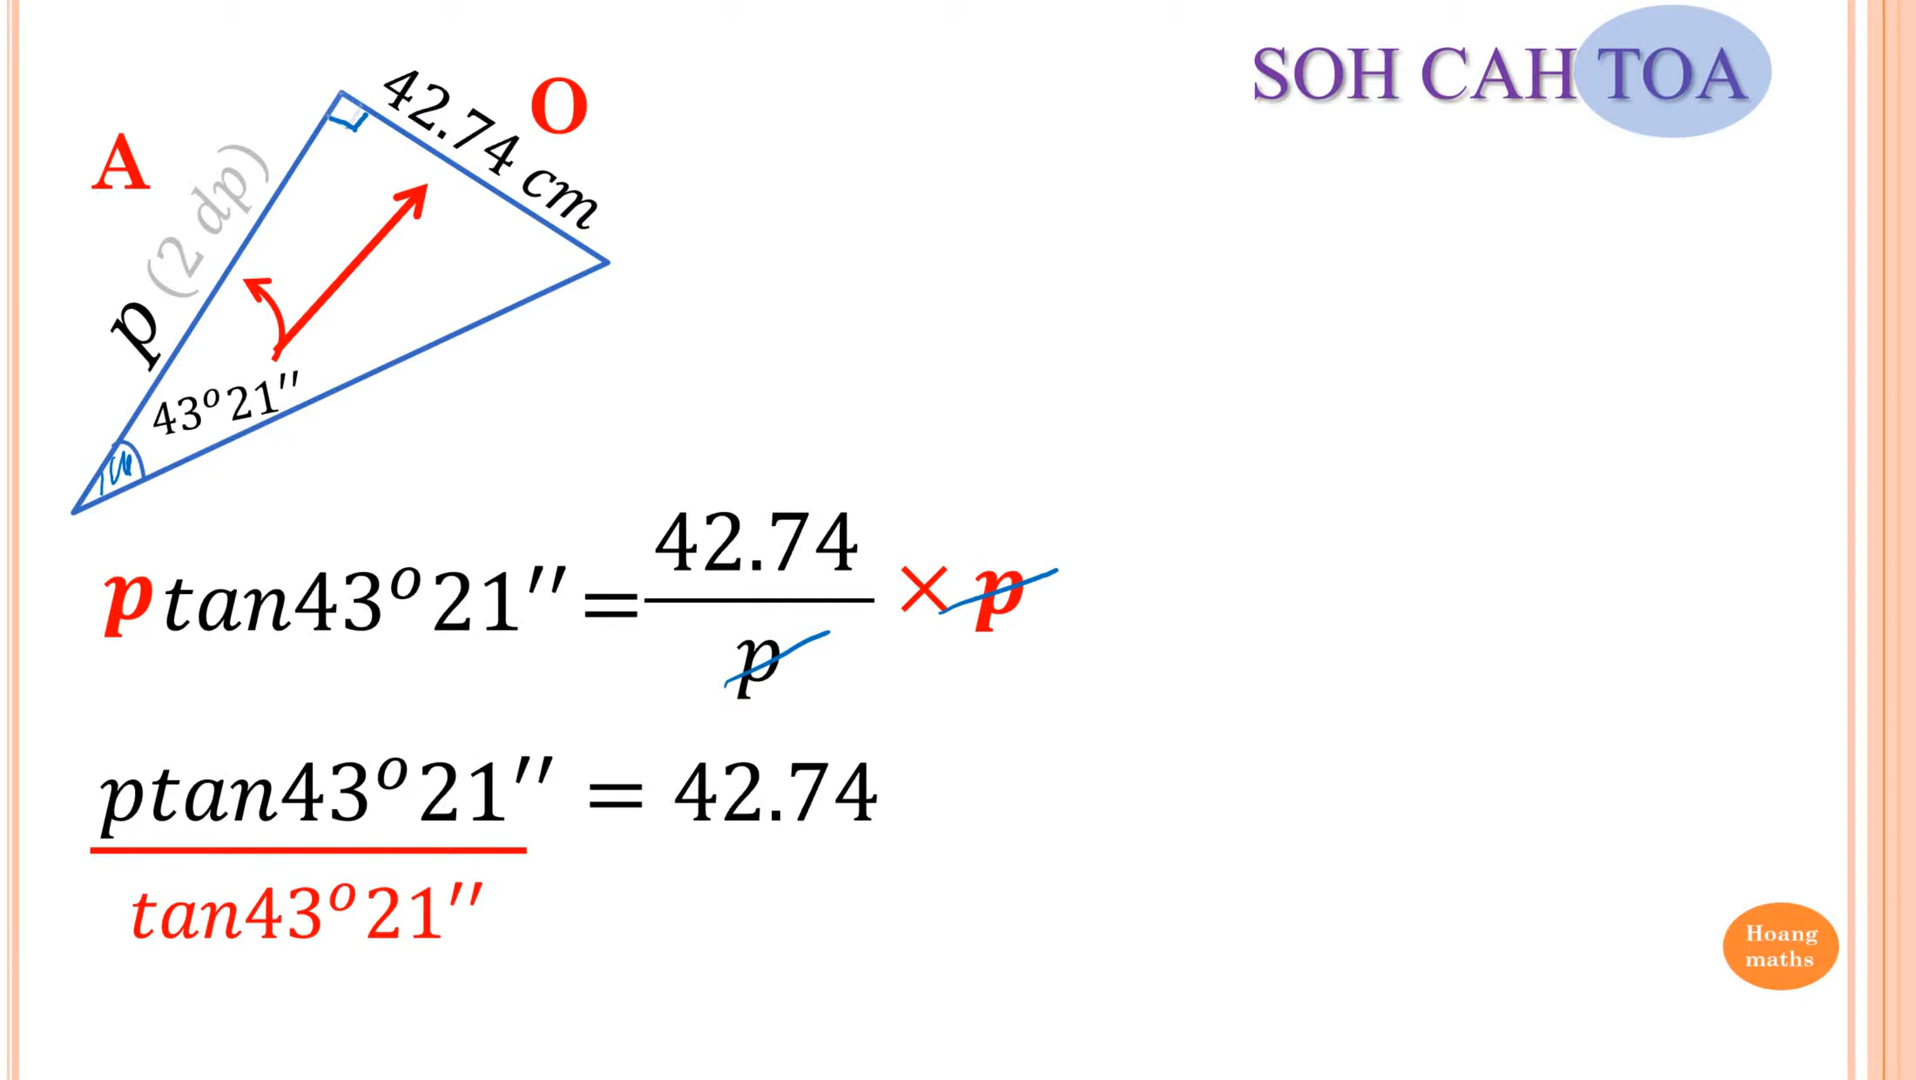 SOH CAH TOA
42.74 cm
O
A
p (2 dp)
43°21′′
p tan43°21′′ = 42.74/p × p
ptan43°21′′ = 42.74
tan43°21′′
Hoang
maths